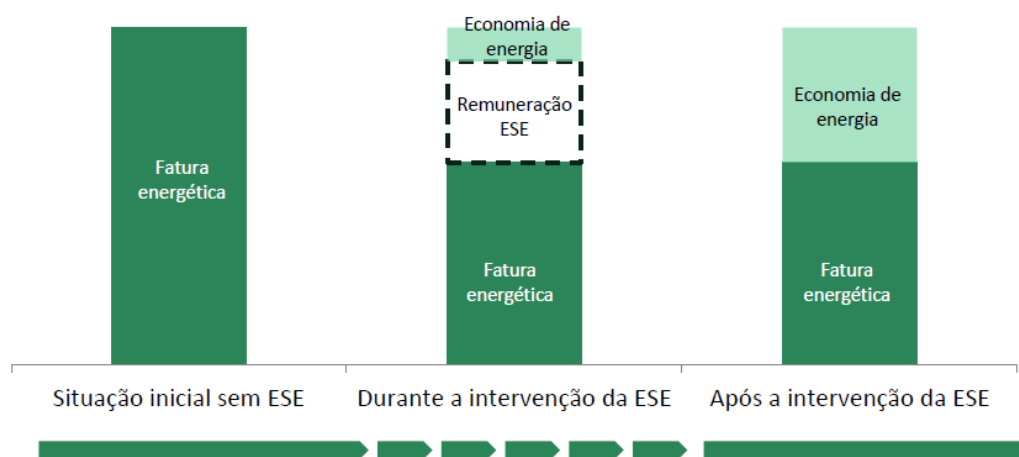 Economia de
energia
Remuneração
ESE
Economia de
energia
Fatura
energética
Fatura
energética
Fatura
energética
Situação inicial sem ESE
Durante a intervenção da ESE
Após a intervenção da ESE